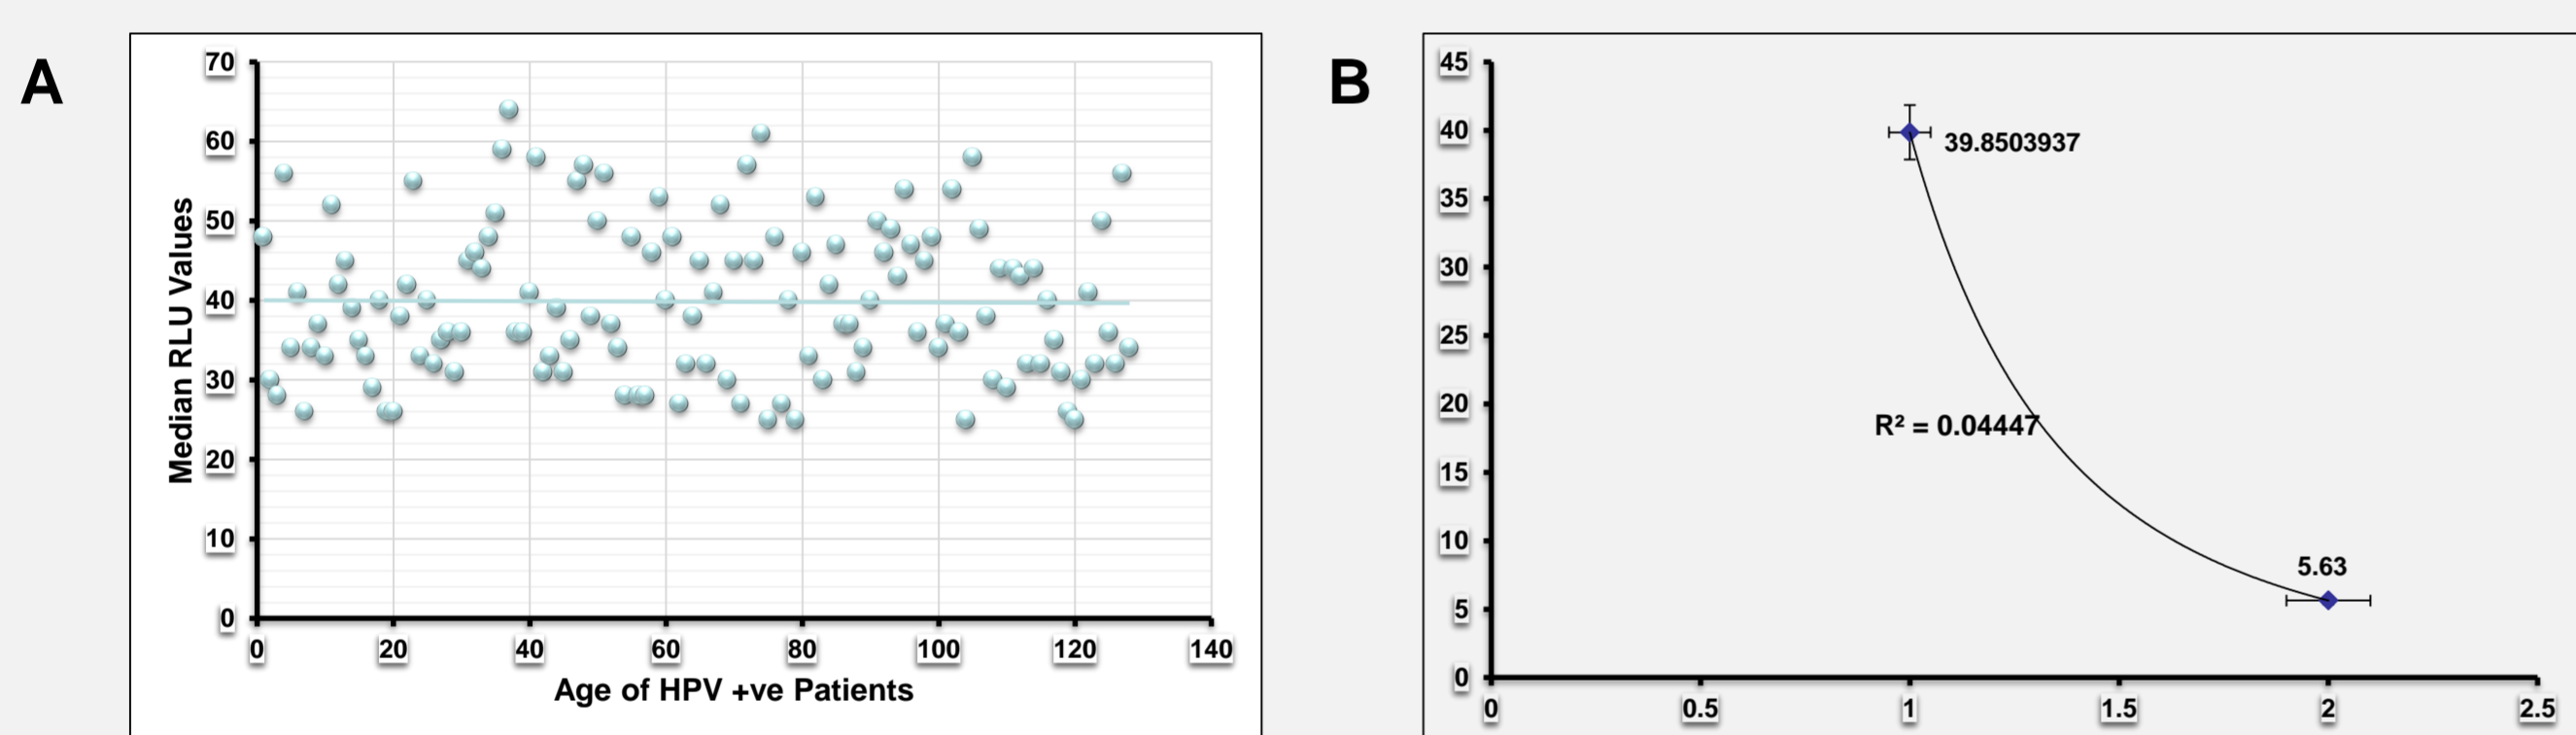 A
70
60
50
40
30
20
10
0
Median RLU Values
0 20 40 60 80 100 120 140
Age of HPV +ve Patients
B
45
40
35
30
25
20
15
10
5
0
39.8503937
R² = 0.04447
5.63
0 0.5 1 1.5 2 2.5